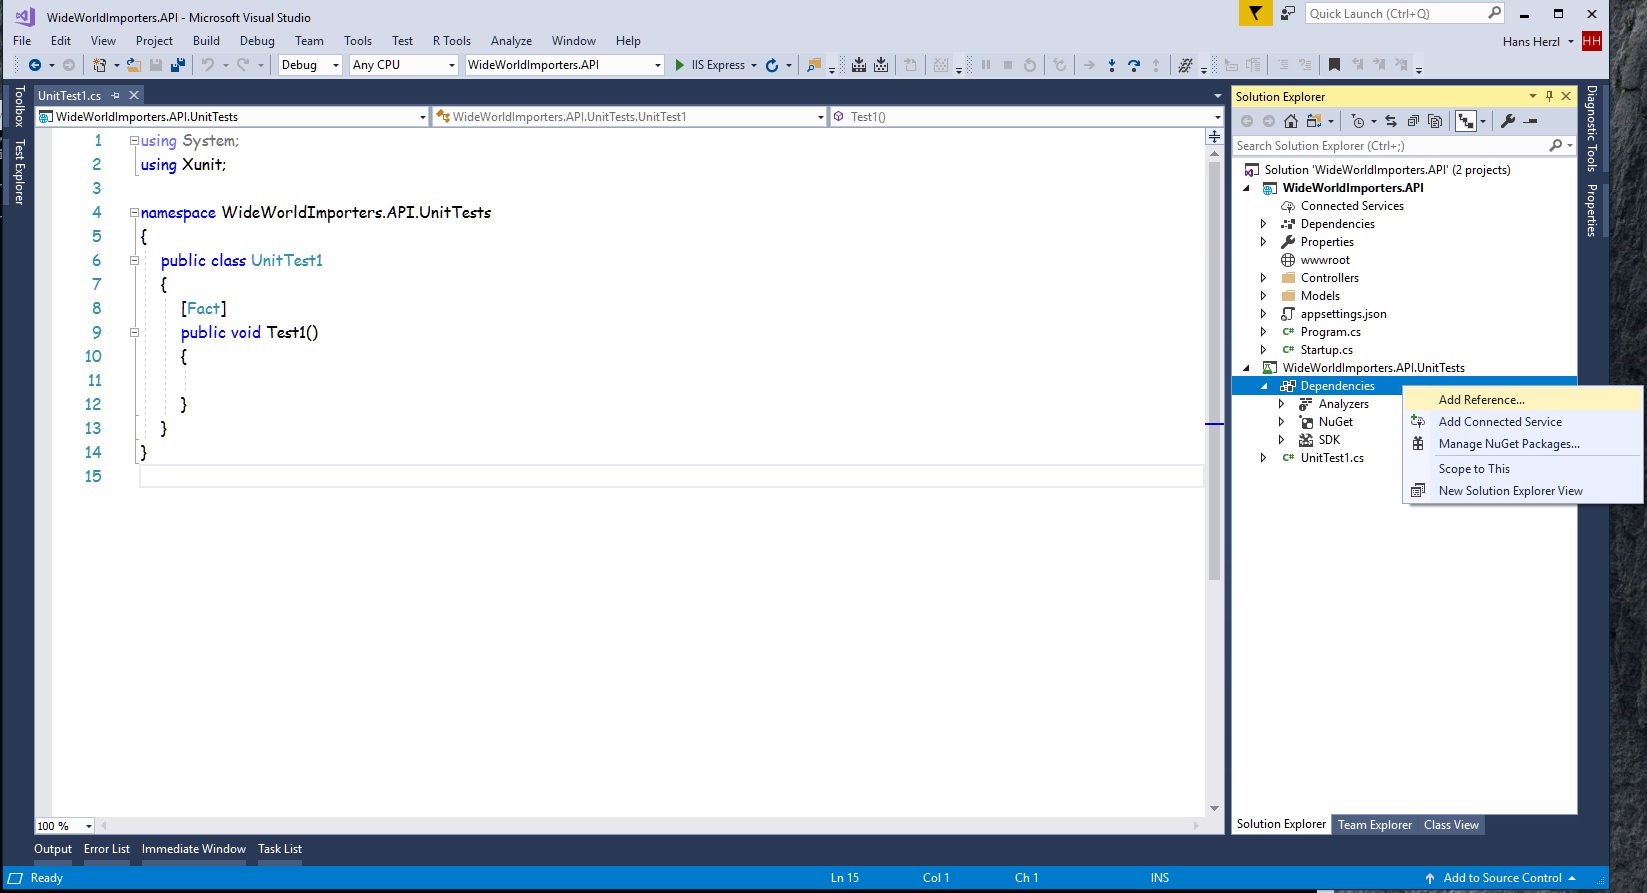 WideWorldImporters.API - Microsoft Visual Studio
Quick Launch (Ctrl+Q)
File Edit View Project Build Debug Team Tools Test R Tools Analyze Window Help
Hans Herzl HH
Debug Any CPU WideWorldImporters.API IIS Express
Toolbox
Test Explorer
UnitTest1.cs
WideWorldImporters.API.UnitTests WideWorldImporters.API.UnitTests.UnitTest1 Test1()
1 using System;
2 using Xunit;
3
4 namespace WideWorldImporters.API.UnitTests
5 {
6 public class UnitTest1
7 {
8 [Fact]
9 public void Test1()
10 {
11
12 }
13 }
14 }
15
100 %
Solution Explorer
Search Solution Explorer (Ctrl+;)
Solution 'WideWorldImporters.API' (2 projects)
WideWorldImporters.API
Connected Services
Dependencies
Properties
wwwroot
Controllers
Models
appsettings.json
C# Program.cs
C# Startup.cs
WideWorldImporters.API.UnitTests
Dependencies
Analyzers
NuGet
SDK
C# UnitTest1.cs
Add Reference...
Add Connected Service
Manage NuGet Packages...
Scope to This
New Solution Explorer View
Diagnostic Tools
Properties
Solution Explorer Team Explorer Class View
Output Error List Immediate Window Task List
Ready Ln 15 Col 1 Ch 1 INS Add to Source Control